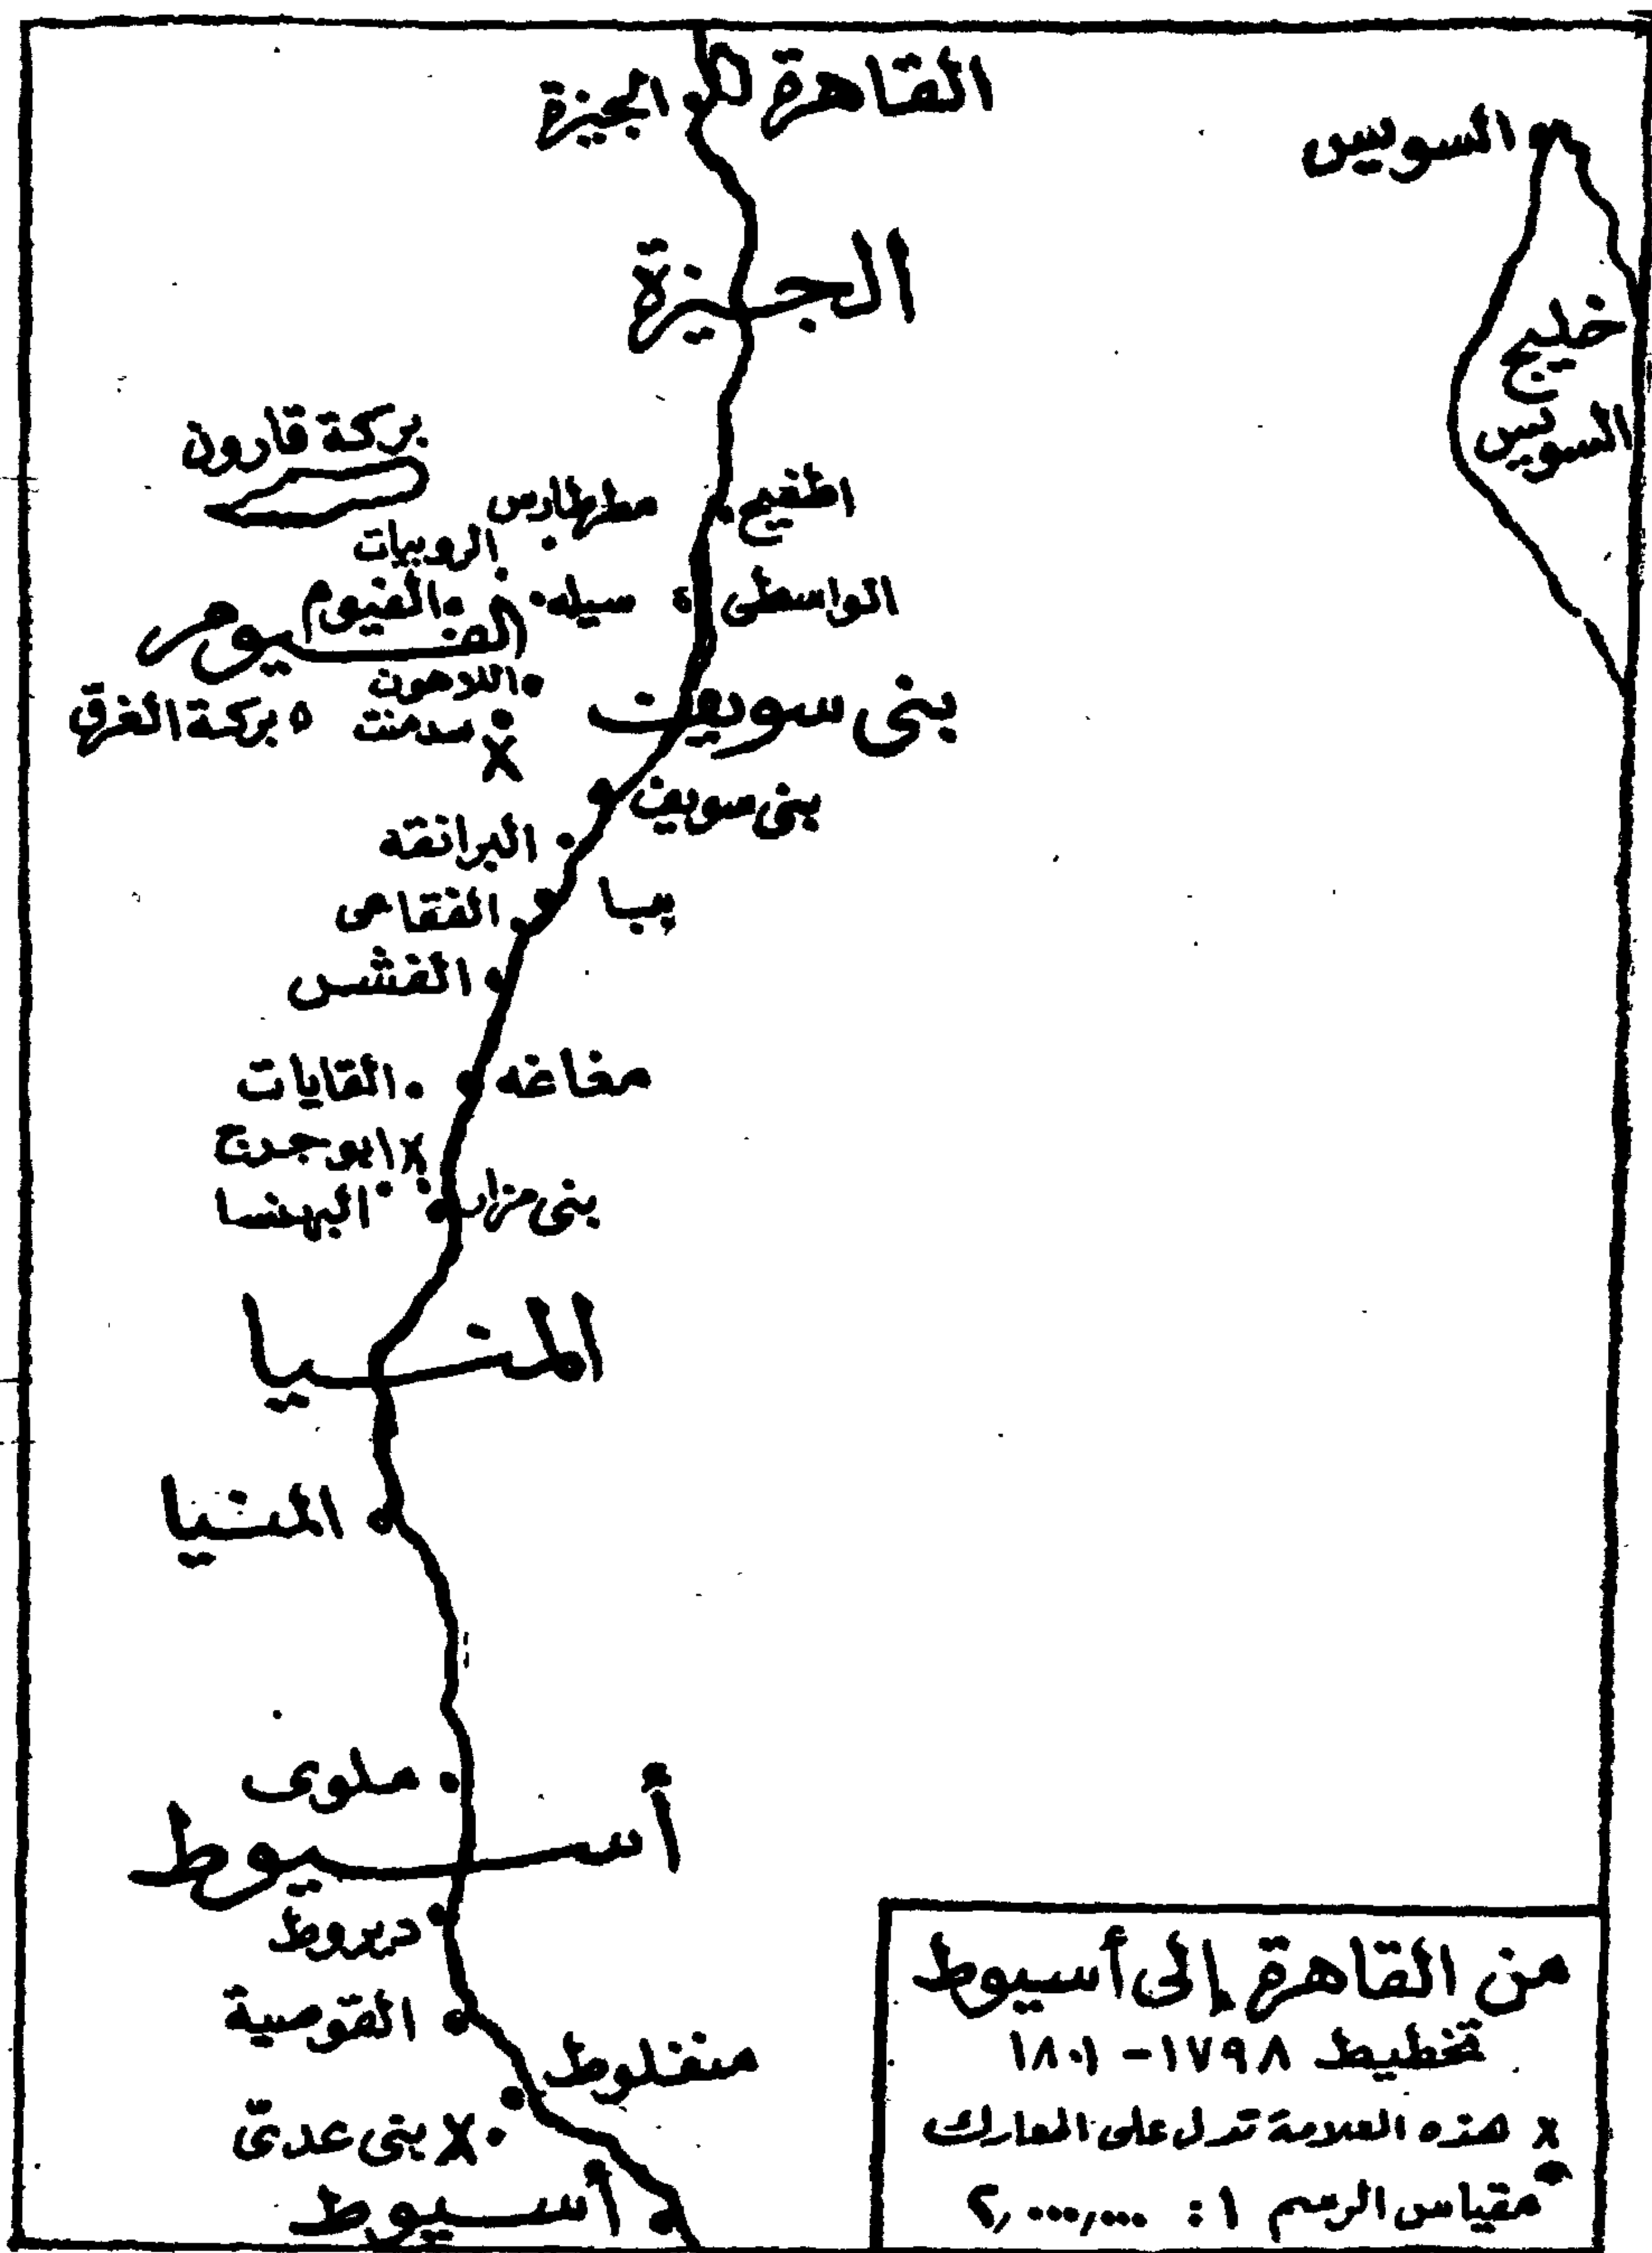 القاهرة الجيزة
السويس
الجيزة
خليج
السويس
بركة قارون
اطفيح
مطرطارس
الروبيات
الواسطى
سيله
الفيوم
الفيوم
اللاهون
بنى سويف
سدمنت
بركة الغرق
x
بنى سويف
البرانقه
ببا
الفقاعى
الفشن
مغاغه
القايات
x ابو جرج
بنى مزار
البهنسا
المنيا
المنيا
ملوى
أسيوط
ديروط
القوصية
منفلوط
x بنى عدى
أسيوط
من القاهرة إلى أسيوط
تخطيط ١٧٩٨ - ١٨٠١
x هذه العلامة تدل على المعارك
مقياس الرسم ١ : ٢,٠٠٠,٠٠٠